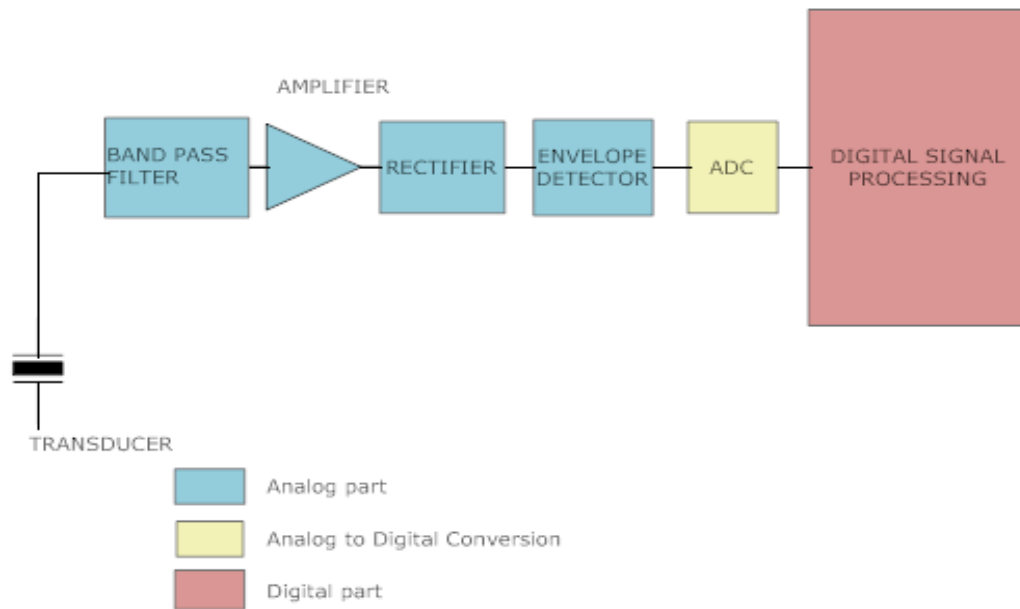 AMPLIFIER
BAND PASS
FILTER
RECTIFIER
ENVELOPE
DETECTOR
ADC
DIGITAL SIGNAL
PROCESSING
TRANSDUCER
Analog part
Analog to Digital Conversion
Digital part